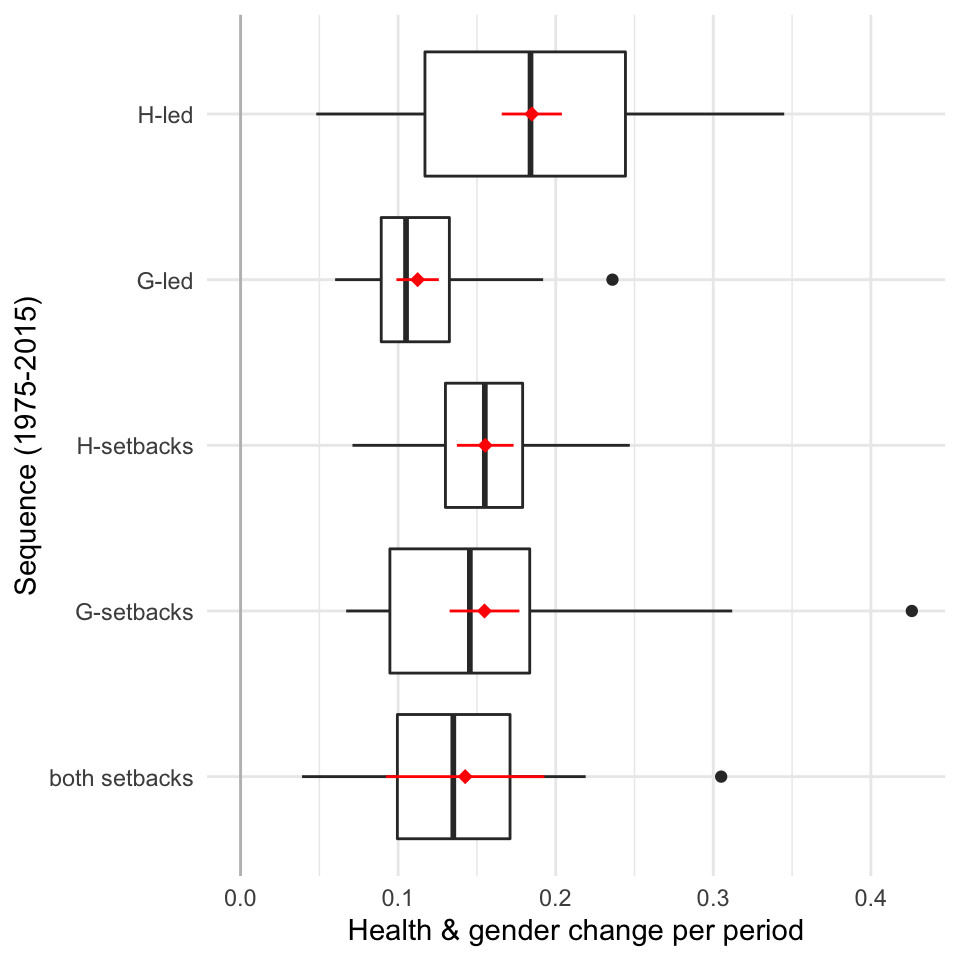 H-led
G-led
H-setbacks
G-setbacks
both setbacks
Sequence (1975-2015)
0.0 0.1 0.2 0.3 0.4
Health & gender change per period